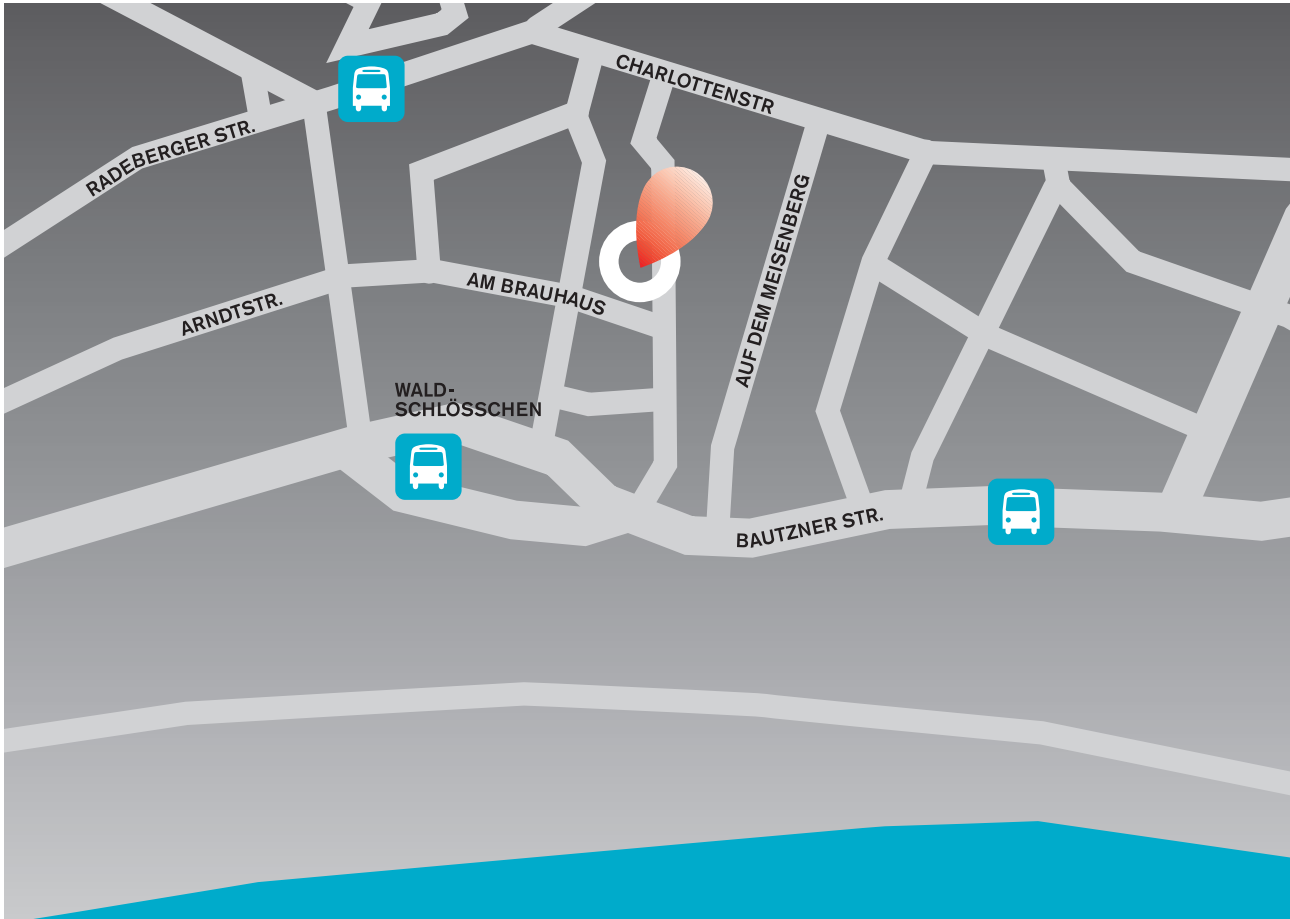 CHARLOTTENSTR
RADEBERGER STR.
AUF DEM MEISENBERG
AM BRAUHAUS
ARNDTSTR.
WALD-
SCHLÖSSCHEN
BAUTZNER STR.